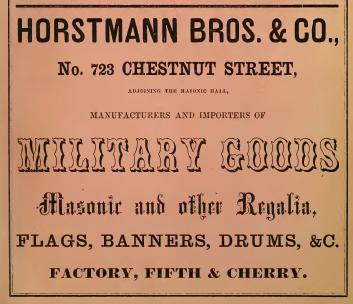 HORSTMANN BROS. & CO.,
No. 723 CHESTNUT STREET,
ADJOINING THE MASONIC HALL,
MANUFACTURERS AND IMPORTERS OF
MILITARY GOODS
Masonic and other Regalia,
FLAGS, BANNERS, DRUMS, &C.
FACTORY, FIFTH & CHERRY.